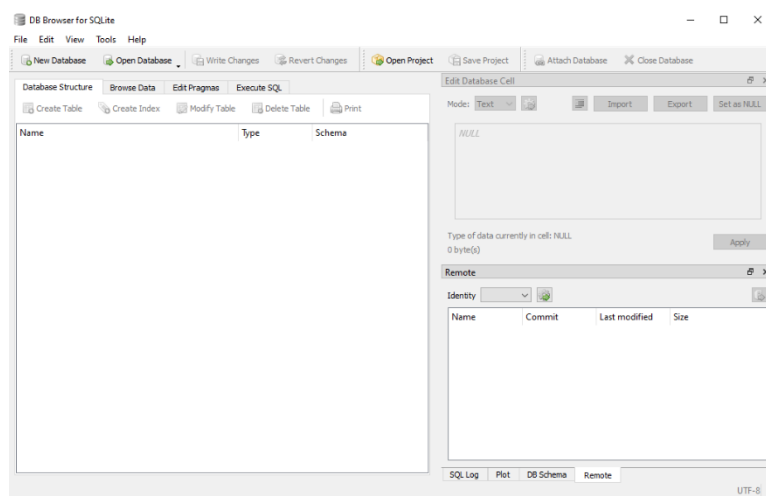 DB Browser for SQLite
File Edit View Tools Help
New Database Open Database Write Changes Revert Changes Open Project Save Project Attach Database Close Database
Database Structure Browse Data Edit Pragmas Execute SQL
Create Table Create Index Modify Table Delete Table Print
Name Type Schema
Edit Database Cell
Mode: Text Import Export Set as NULL
NULL
Type of data currently in cell: NULL
0 byte(s)
Apply
Remote
Identity
Name Commit Last modified Size
SQL Log Plot DB Schema Remote
UTF-8